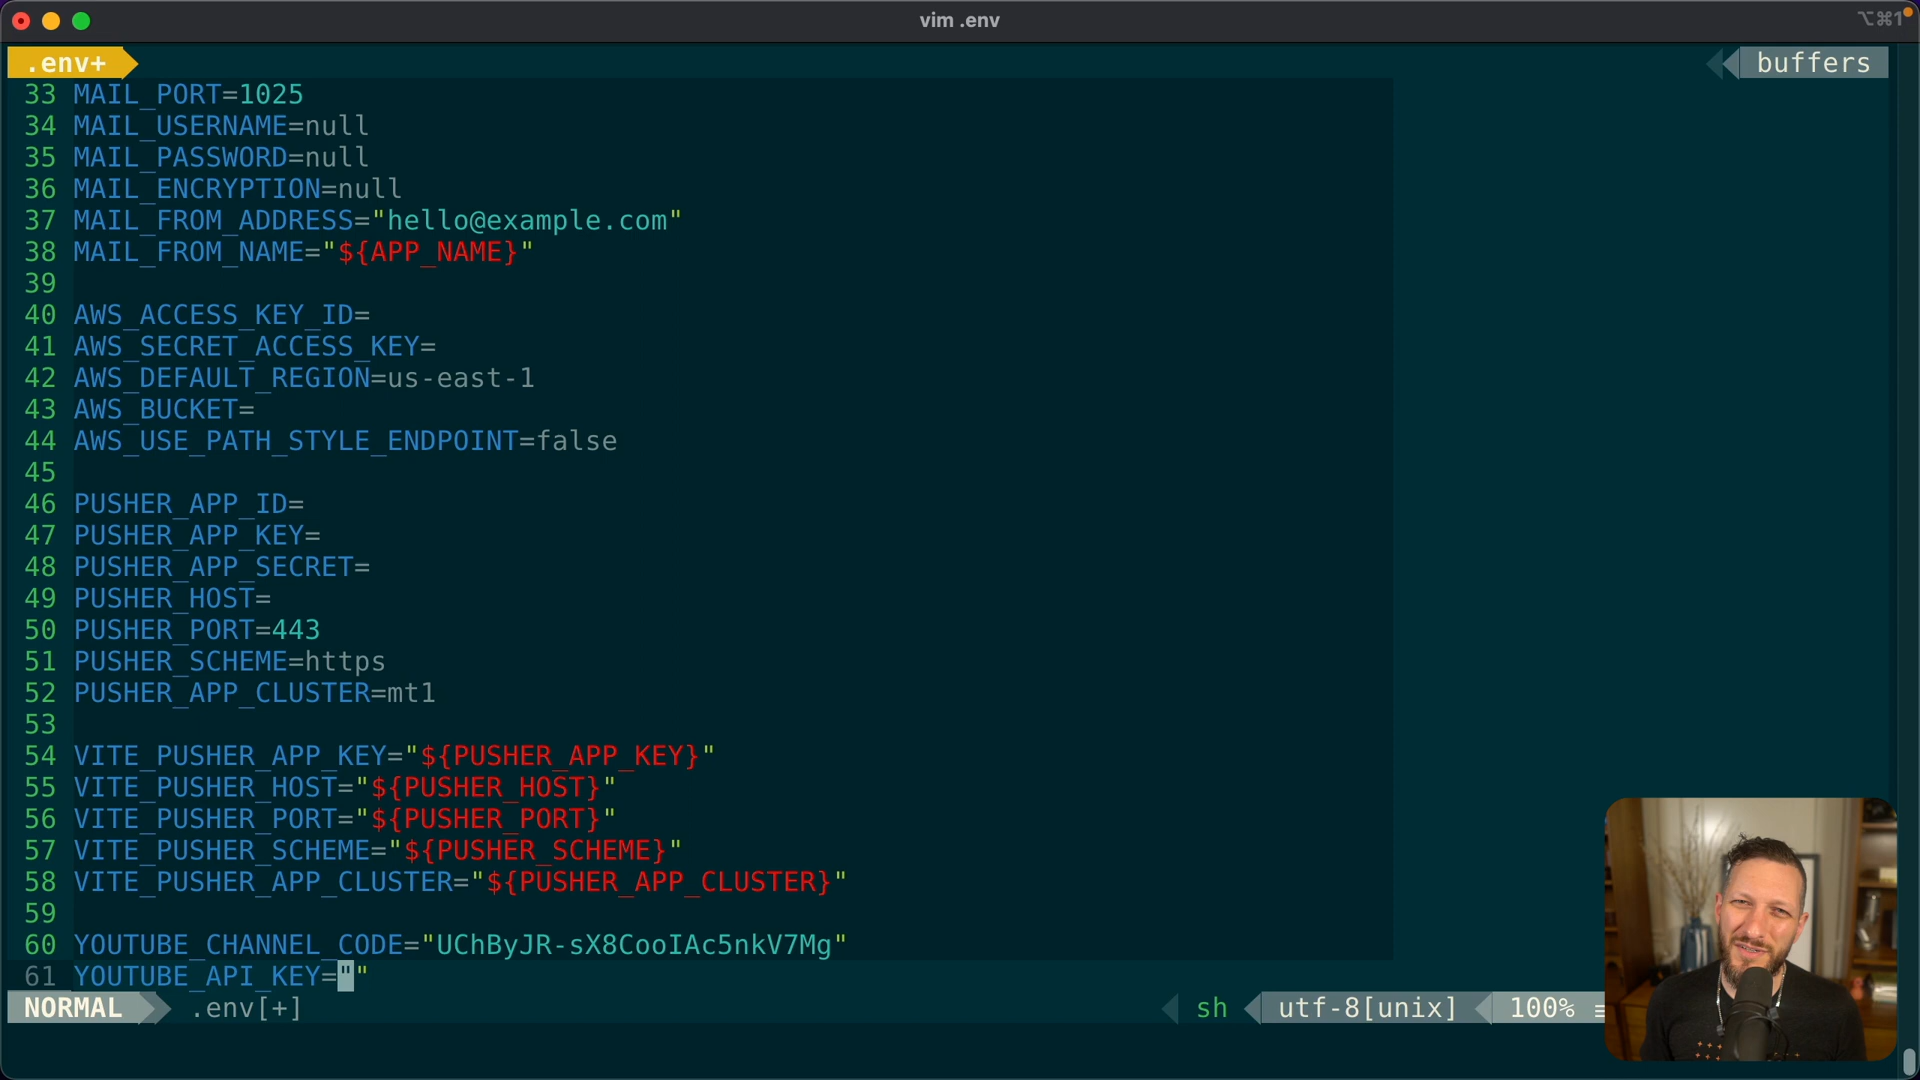 vim .env
⌥⌘1
.env+
buffers
33 MAIL_PORT=1025
34 MAIL_USERNAME=null
35 MAIL_PASSWORD=null
36 MAIL_ENCRYPTION=null
37 MAIL_FROM_ADDRESS="hello@example.com"
38 MAIL_FROM_NAME="${APP_NAME}"
39
40 AWS_ACCESS_KEY_ID=
41 AWS_SECRET_ACCESS_KEY=
42 AWS_DEFAULT_REGION=us-east-1
43 AWS_BUCKET=
44 AWS_USE_PATH_STYLE_ENDPOINT=false
45
46 PUSHER_APP_ID=
47 PUSHER_APP_KEY=
48 PUSHER_APP_SECRET=
49 PUSHER_HOST=
50 PUSHER_PORT=443
51 PUSHER_SCHEME=https
52 PUSHER_APP_CLUSTER=mt1
53
54 VITE_PUSHER_APP_KEY="${PUSHER_APP_KEY}"
55 VITE_PUSHER_HOST="${PUSHER_HOST}"
56 VITE_PUSHER_PORT="${PUSHER_PORT}"
57 VITE_PUSHER_SCHEME="${PUSHER_SCHEME}"
58 VITE_PUSHER_APP_CLUSTER="${PUSHER_APP_CLUSTER}"
59
60 YOUTUBE_CHANNEL_CODE="UChByJR-sX8CooIAc5nkV7Mg"
61 YOUTUBE_API_KEY=""
NORMAL .env[+] sh utf-8[unix] 100% ≡